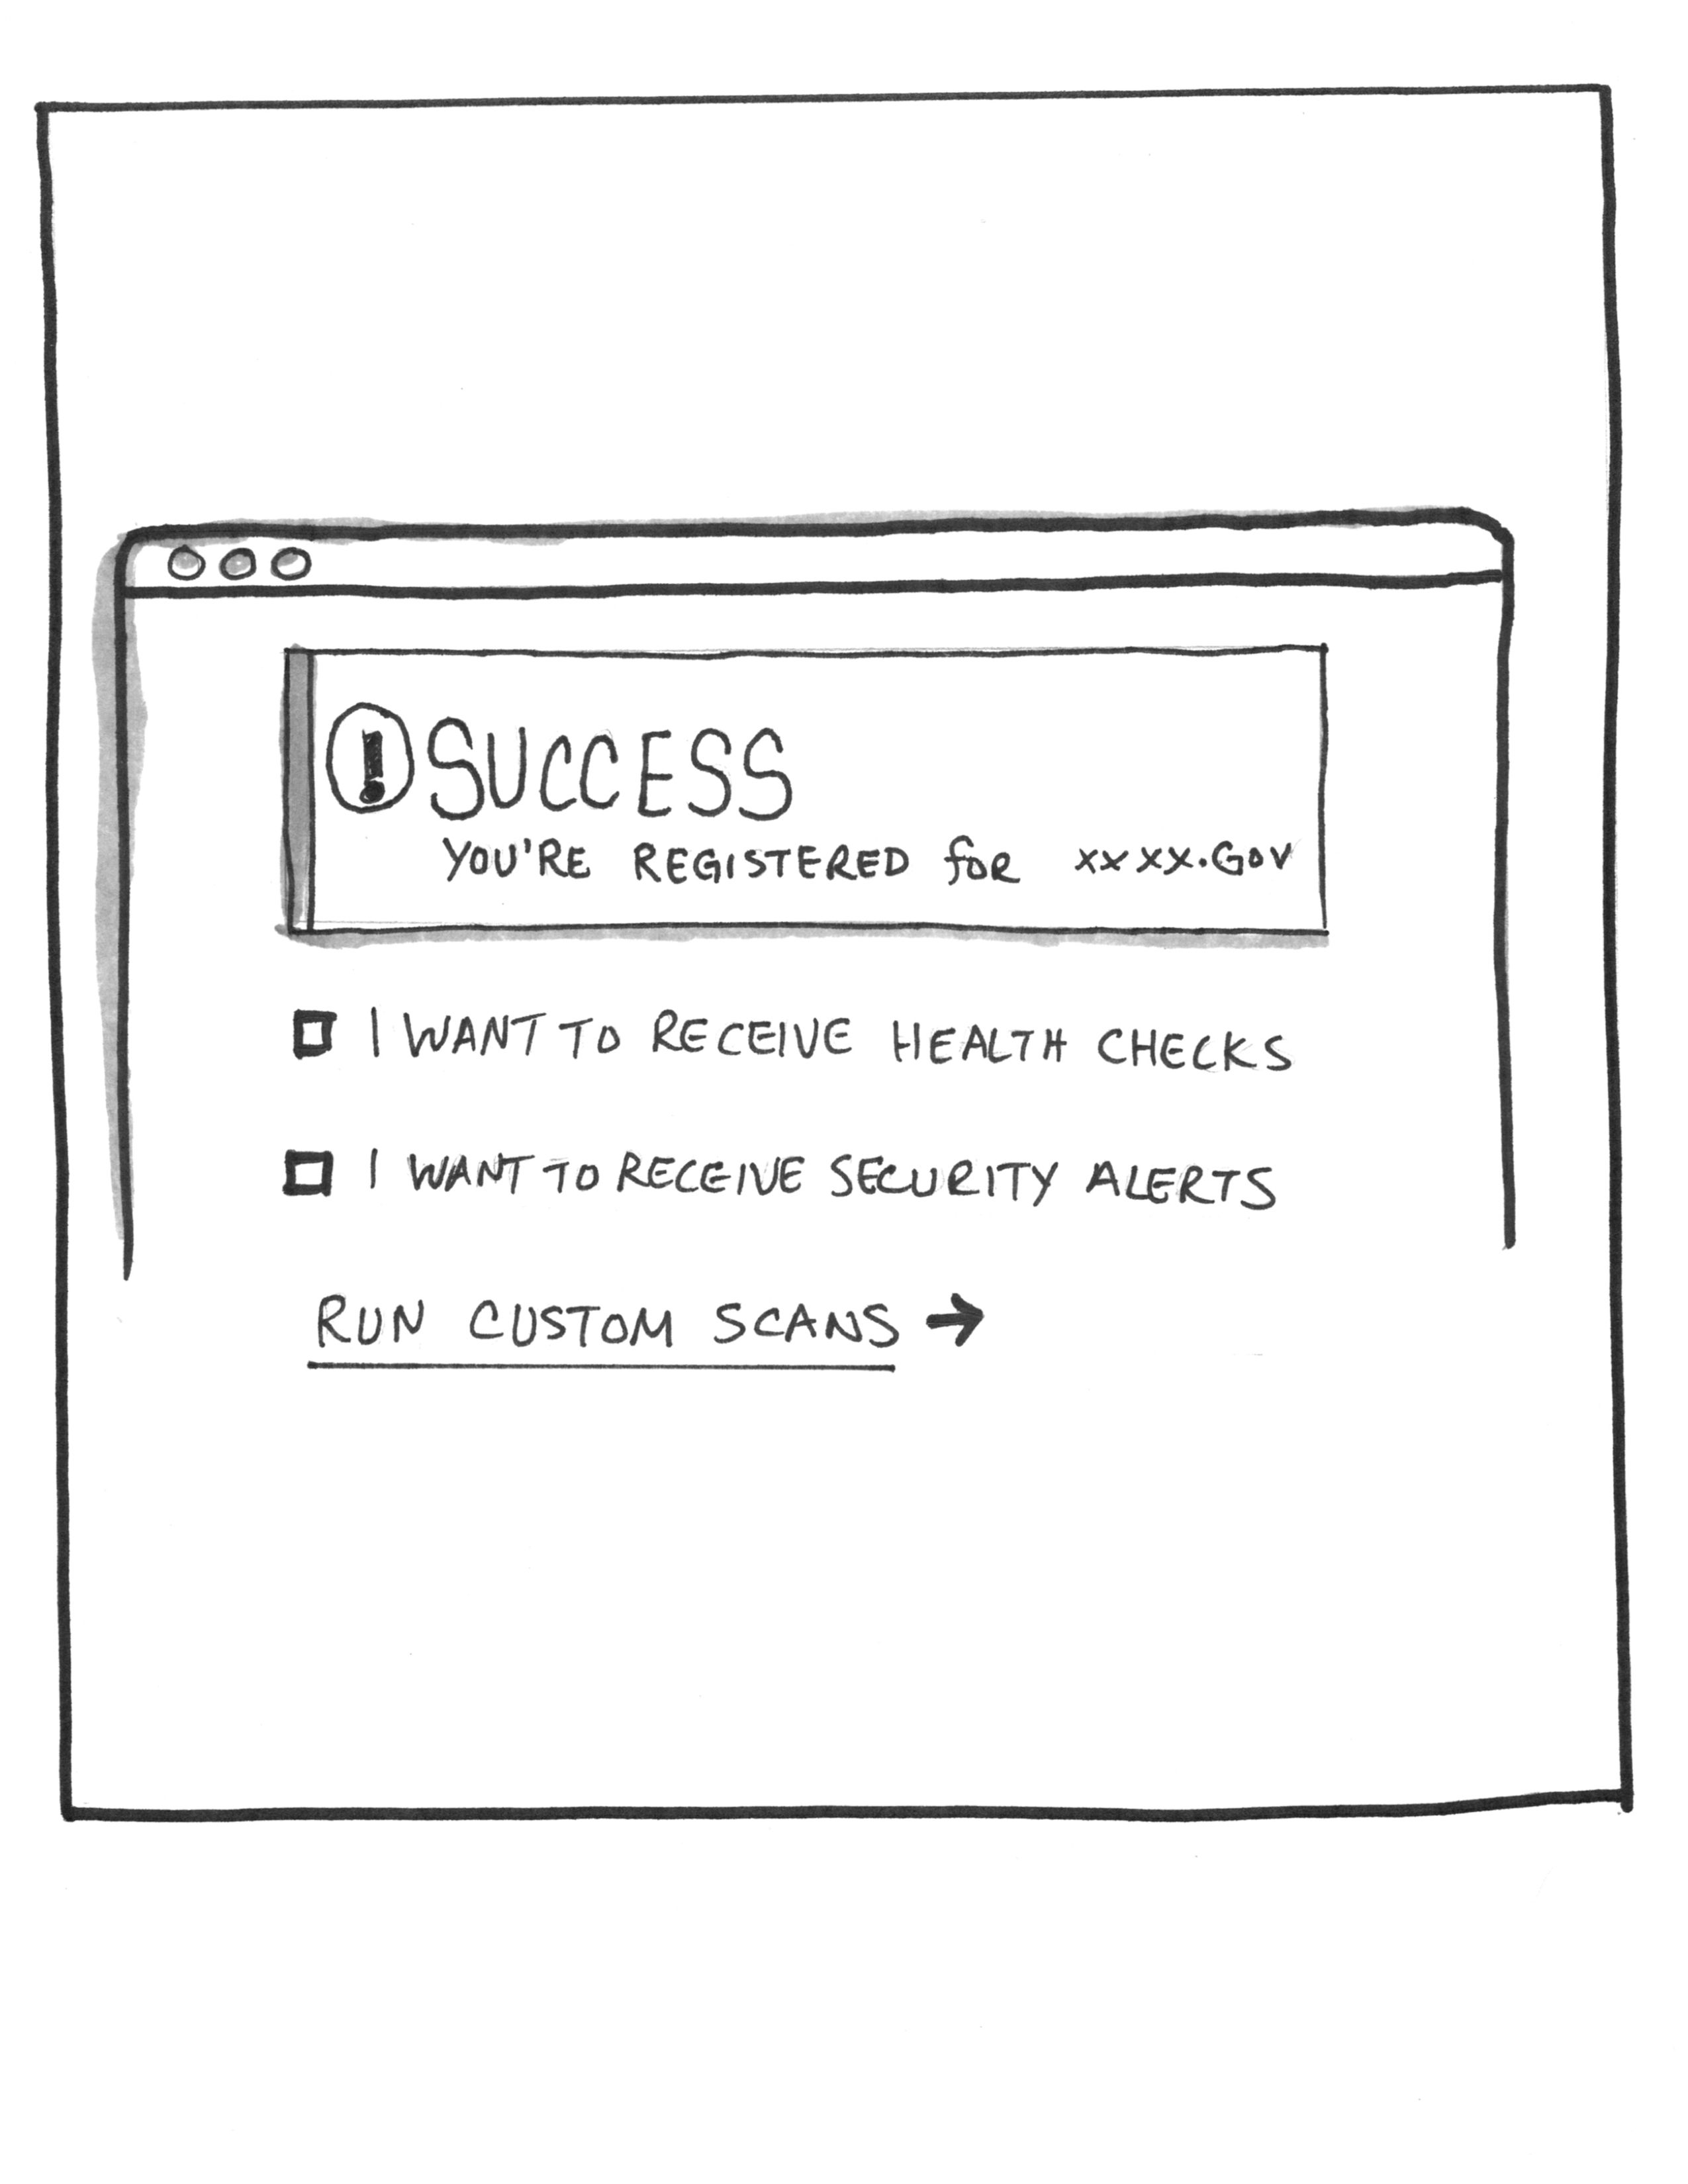 ! SUCCESS
YOU'RE REGISTERED for xxxx.GOV
I WANT TO RECEIVE HEALTH CHECKS
I WANT TO RECEIVE SECURITY ALERTS
RUN CUSTOM SCANS →